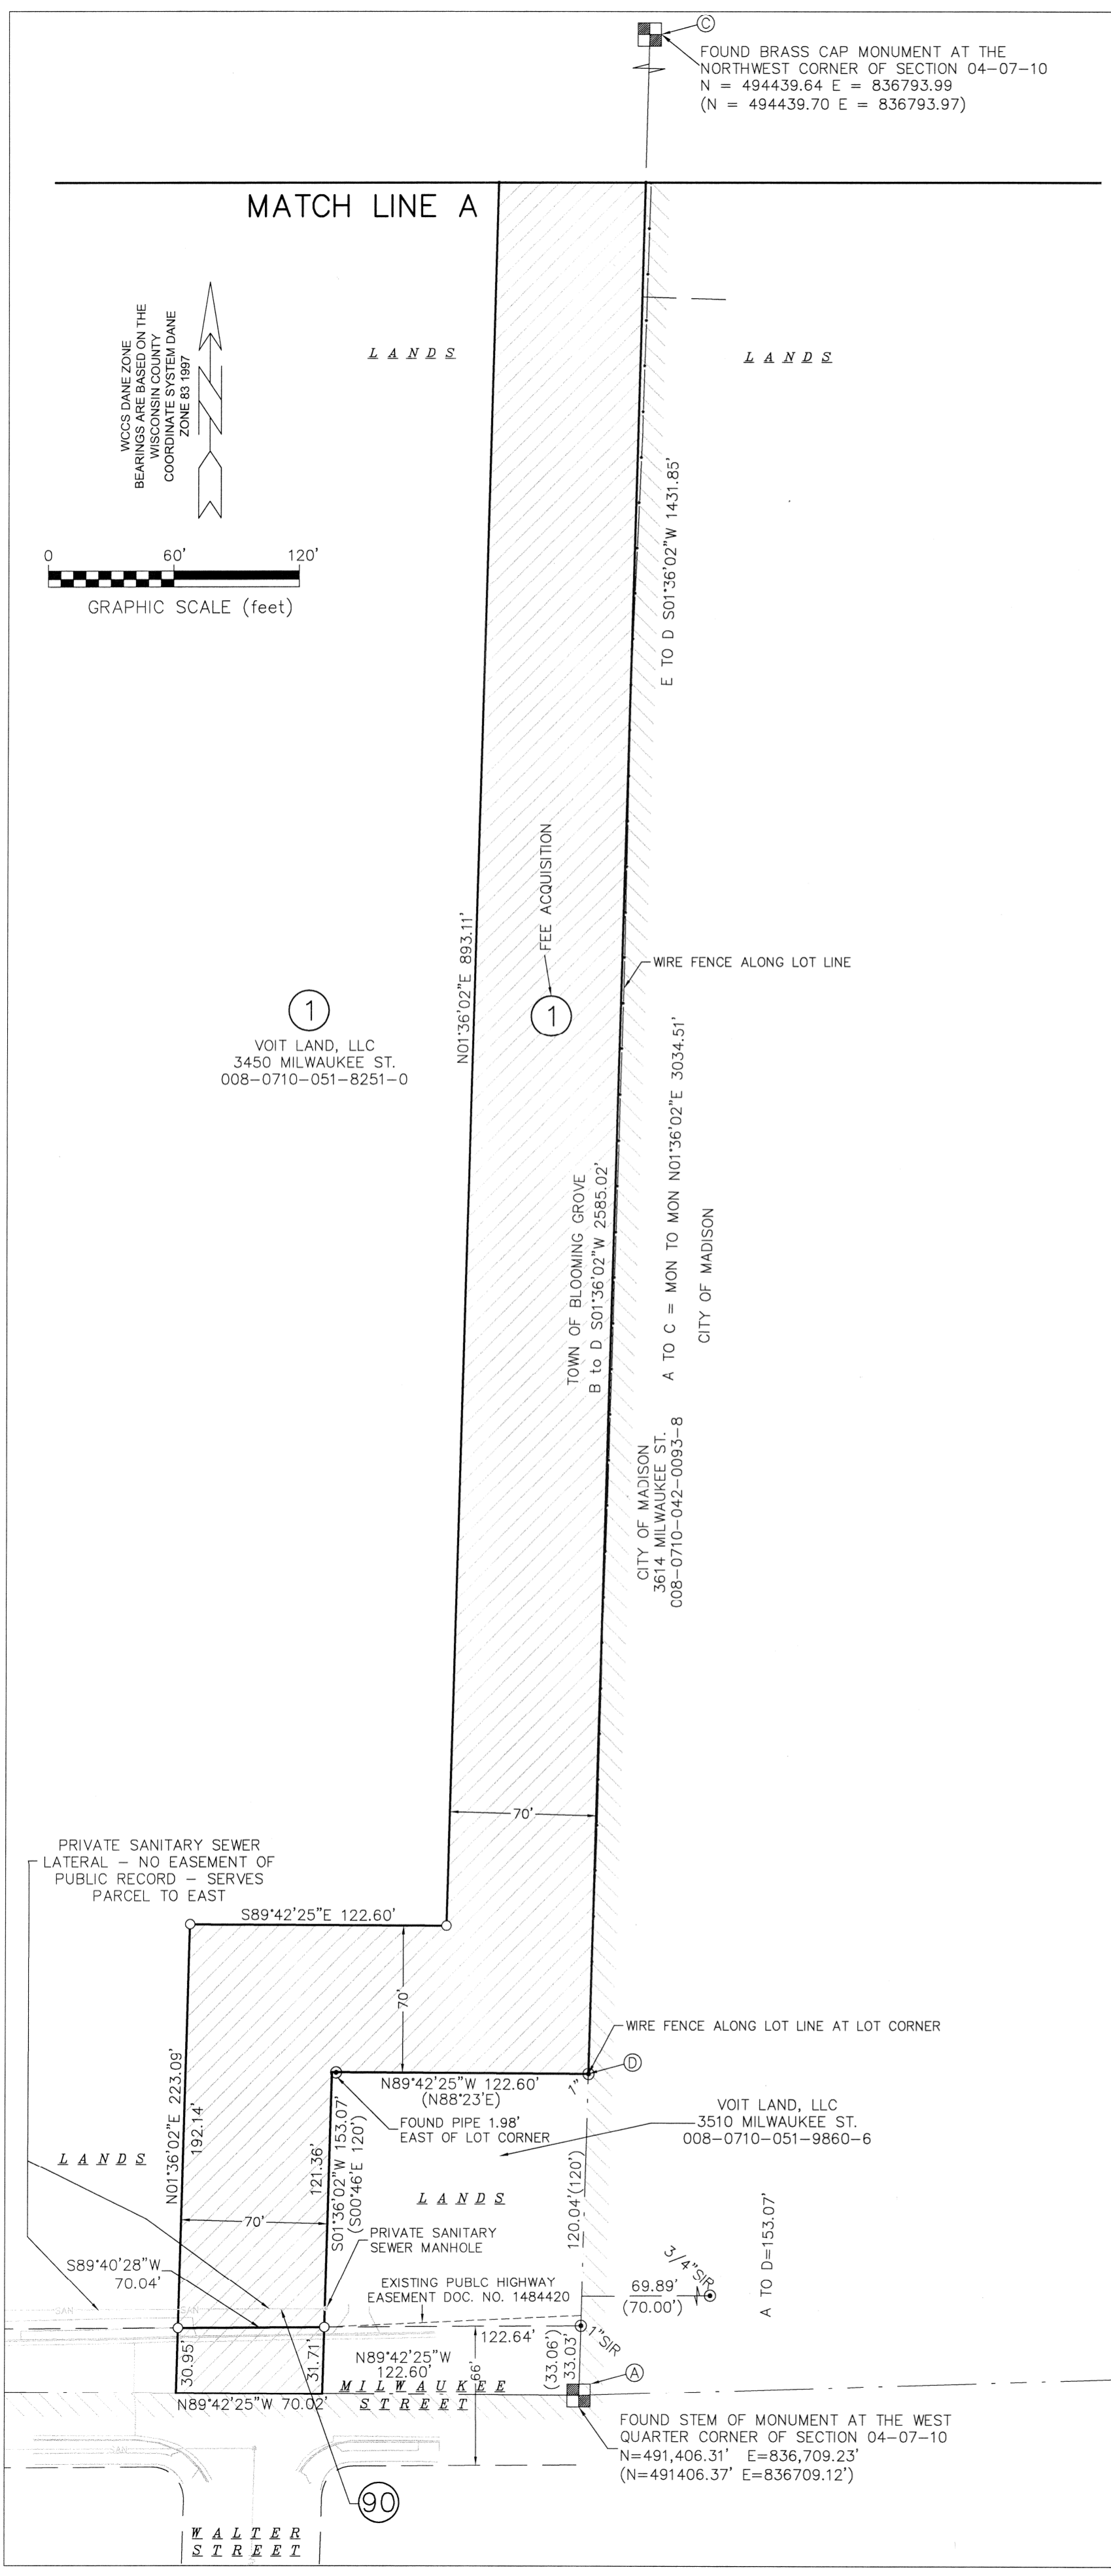 C
FOUND BRASS CAP MONUMENT AT THE
NORTHWEST CORNER OF SECTION 04-07-10
N = 494439.64 E = 836793.99
(N = 494439.70 E = 836793.97)
MATCH LINE A
WCCS DANE ZONE
BEARINGS ARE BASED ON THE
WISCONSIN COUNTY
COORDINATE SYSTEM DANE
ZONE 83 1997
LANDS
LANDS
0 60' 120'
GRAPHIC SCALE (feet)
E TO D S01°36'02"W 1431.85'
FEE ACQUISITION
1
N01°36'02"E 893.11'
WIRE FENCE ALONG LOT LINE
1
VOIT LAND, LLC
3450 MILWAUKEE ST.
008-0710-051-8251-0
A TO C = MON TO MON N01°36'02"E 3034.51'
CITY OF MADISON
TOWN OF BLOOMING GROVE
B to D S01°36'02"W 2585.02'
CITY OF MADISON
3614 MILWAUKEE ST.
008-0710-042-0093-8
70'
PRIVATE SANITARY SEWER
LATERAL - NO EASEMENT OF
PUBLIC RECORD - SERVES
PARCEL TO EAST
S89°42'25"E 122.60'
70'
WIRE FENCE ALONG LOT LINE AT LOT CORNER
D
1"
N89°42'25"W 122.60'
(N88°23'E)
FOUND PIPE 1.98'
EAST OF LOT CORNER
VOIT LAND, LLC
3510 MILWAUKEE ST.
008-0710-051-9860-6
N01°36'02"E 223.09'
192.14'
121.36'
S01°36'02"W 153.07'
(S00°46'E 120')
LANDS
LANDS
120.04'(120')
70'
PRIVATE SANITARY
SEWER MANHOLE
S89°40'28"W
70.04'
EXISTING PUBLC HIGHWAY
EASEMENT DOC. NO. 1484420
3/4"SIR
69.89'
(70.00')
A TO D=153.07'
SAN
SAN
122.64'
1"SIR
N89°42'25"W
122.60'
30.95'
31.71'
66'
(33.06')
33.03'
A
MILWAUKEE
STREET
N89°42'25"W 70.02'
FOUND STEM OF MONUMENT AT THE WEST
QUARTER CORNER OF SECTION 04-07-10
N=491,406.31' E=836,709.23'
(N=491406.37' E=836709.12')
SAN
90
WALTER
STREET